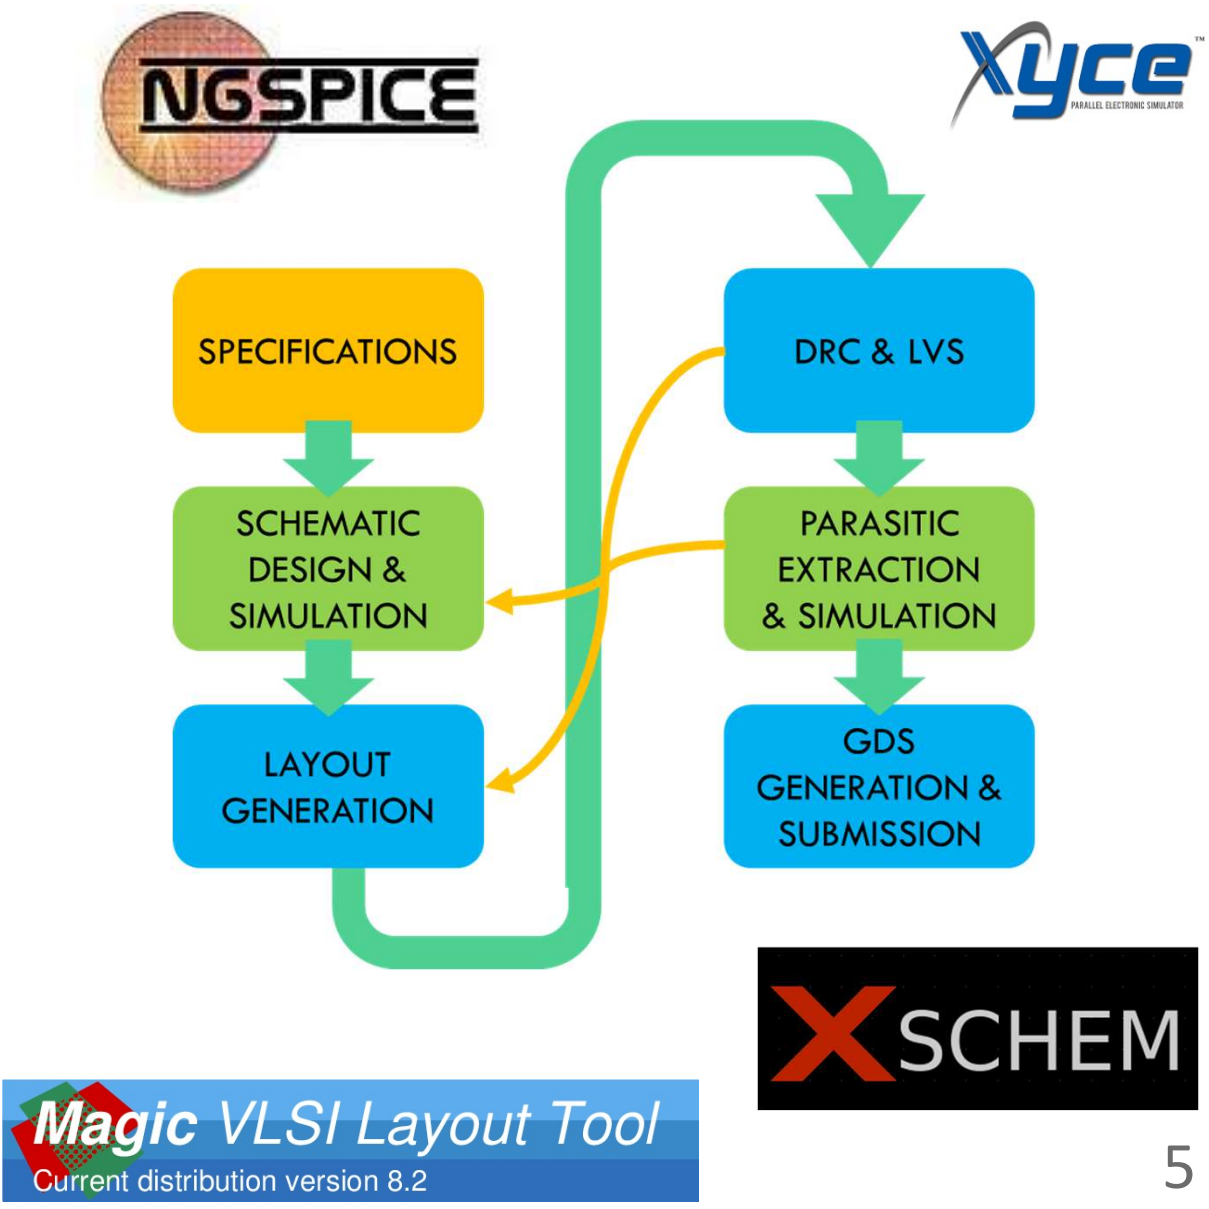 NGSPICE
Xyce™
PARALLEL ELECTRONIC SIMULATOR
SPECIFICATIONS
SCHEMATIC
DESIGN &
SIMULATION
LAYOUT
GENERATION
DRC & LVS
PARASITIC
EXTRACTION
& SIMULATION
GDS
GENERATION &
SUBMISSION
XSCHEM
Magic VLSI Layout Tool
Current distribution version 8.2
5